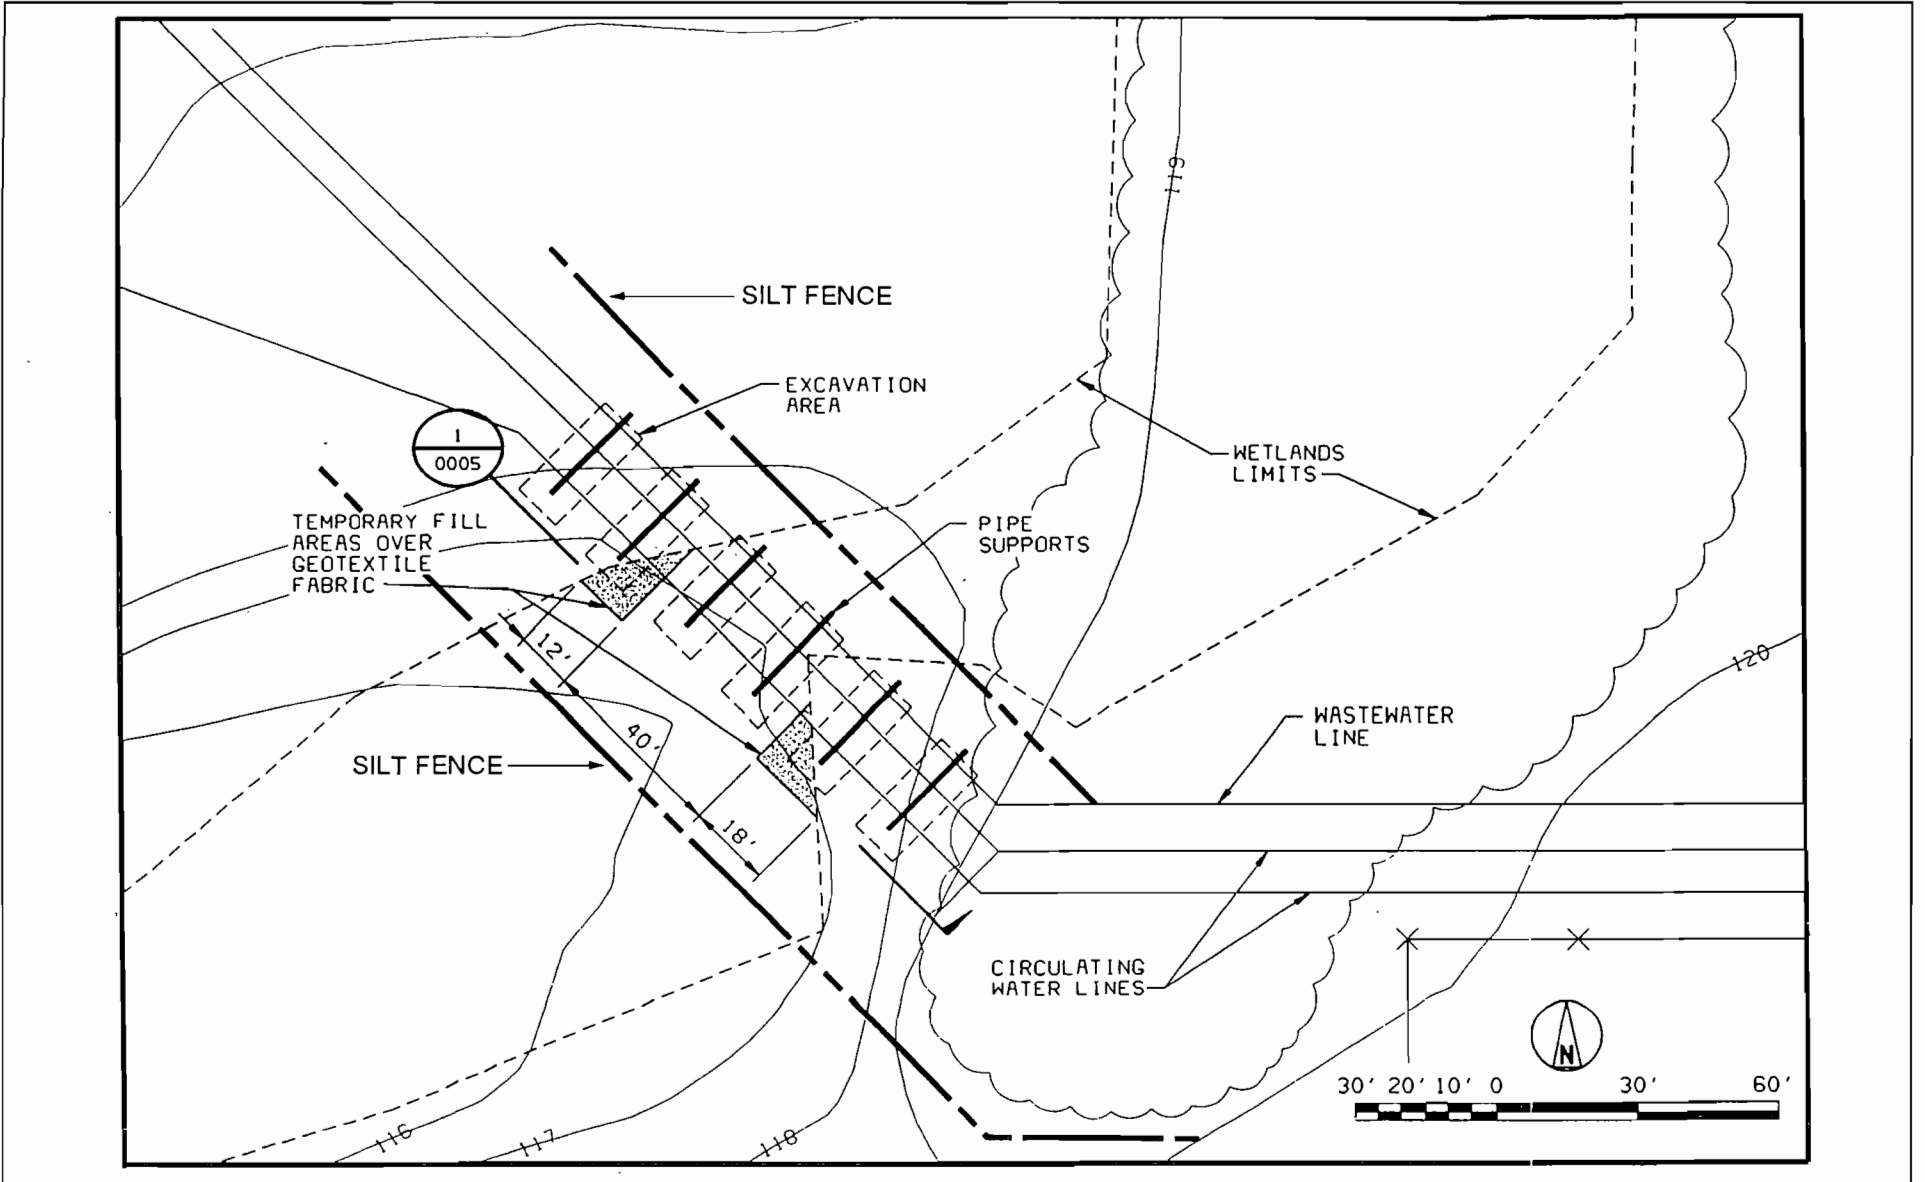 119
SILT FENCE
EXCAVATION
AREA
1
0005
WETLANDS
LIMITS
TEMPORARY FILL
AREAS OVER
GEOTEXTILE
FABRIC
PIPE
SUPPORTS
12'
40'
18'
120
WASTEWATER
LINE
SILT FENCE
CIRCULATING
WATER LINES
N
30' 20' 10' 0 30' 60'
116
117
118